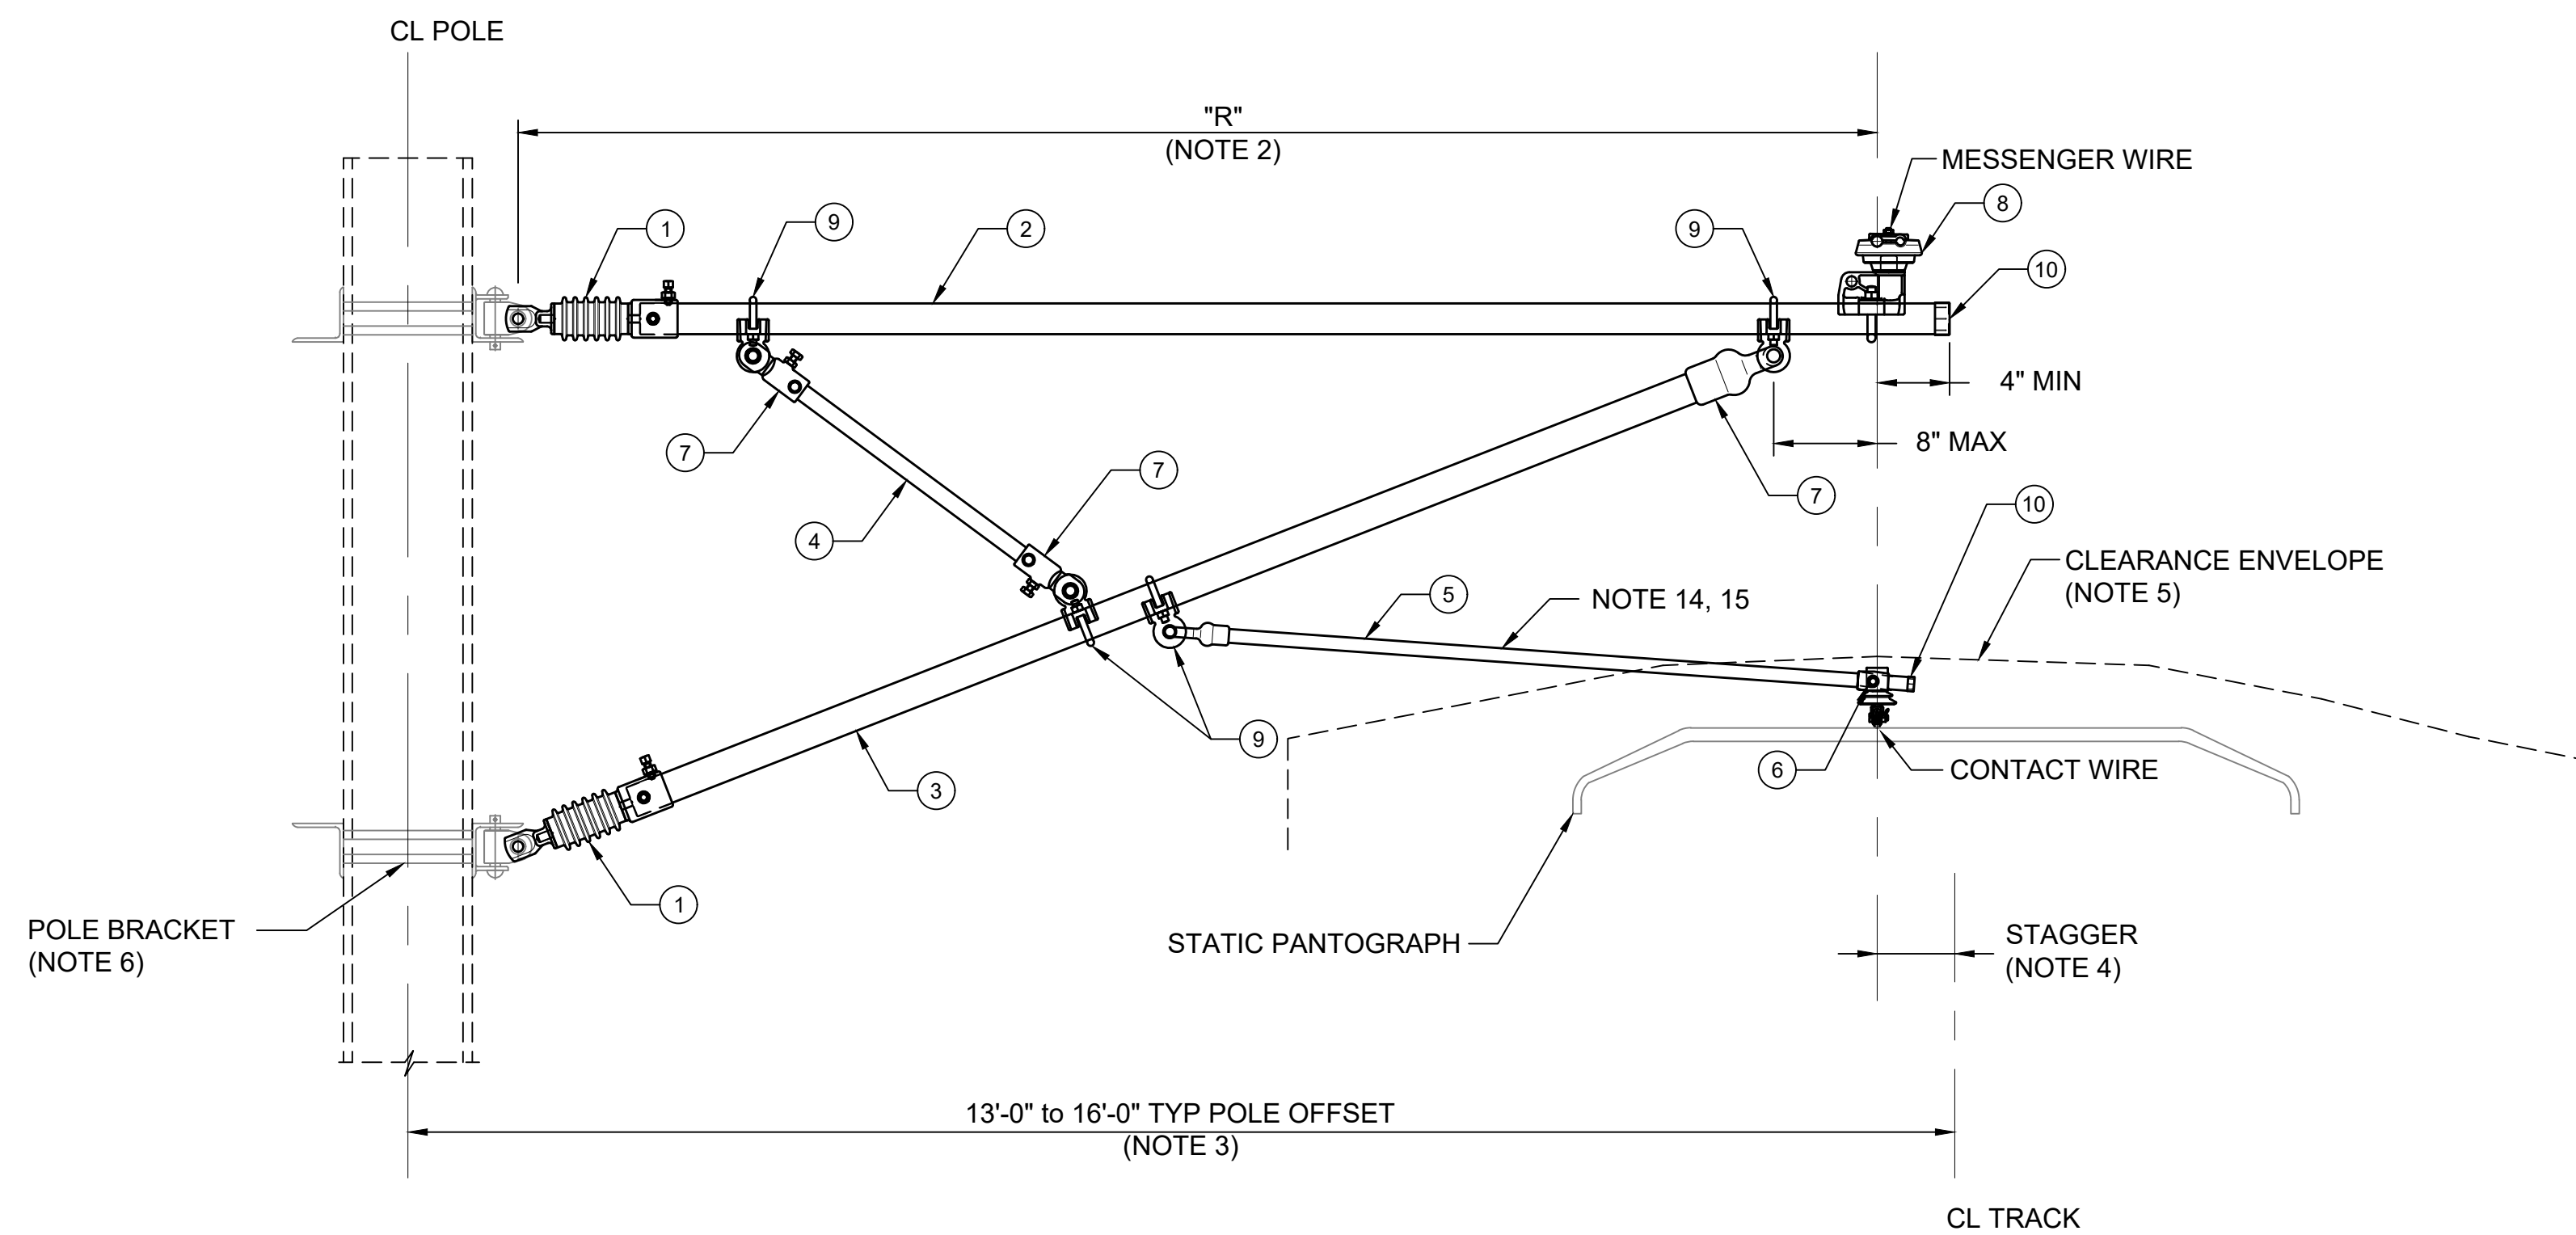 CL POLE
"R"
(NOTE 2)
MESSENGER WIRE
1
9
2
9
8
10
4" MIN
8" MAX
7
7
7
10
4
CLEARANCE ENVELOPE
(NOTE 5)
5
NOTE 14, 15
9
6
CONTACT WIRE
3
1
POLE BRACKET
(NOTE 6)
STATIC PANTOGRAPH
STAGGER
(NOTE 4)
13'-0" to 16'-0" TYP POLE OFFSET
(NOTE 3)
CL TRACK